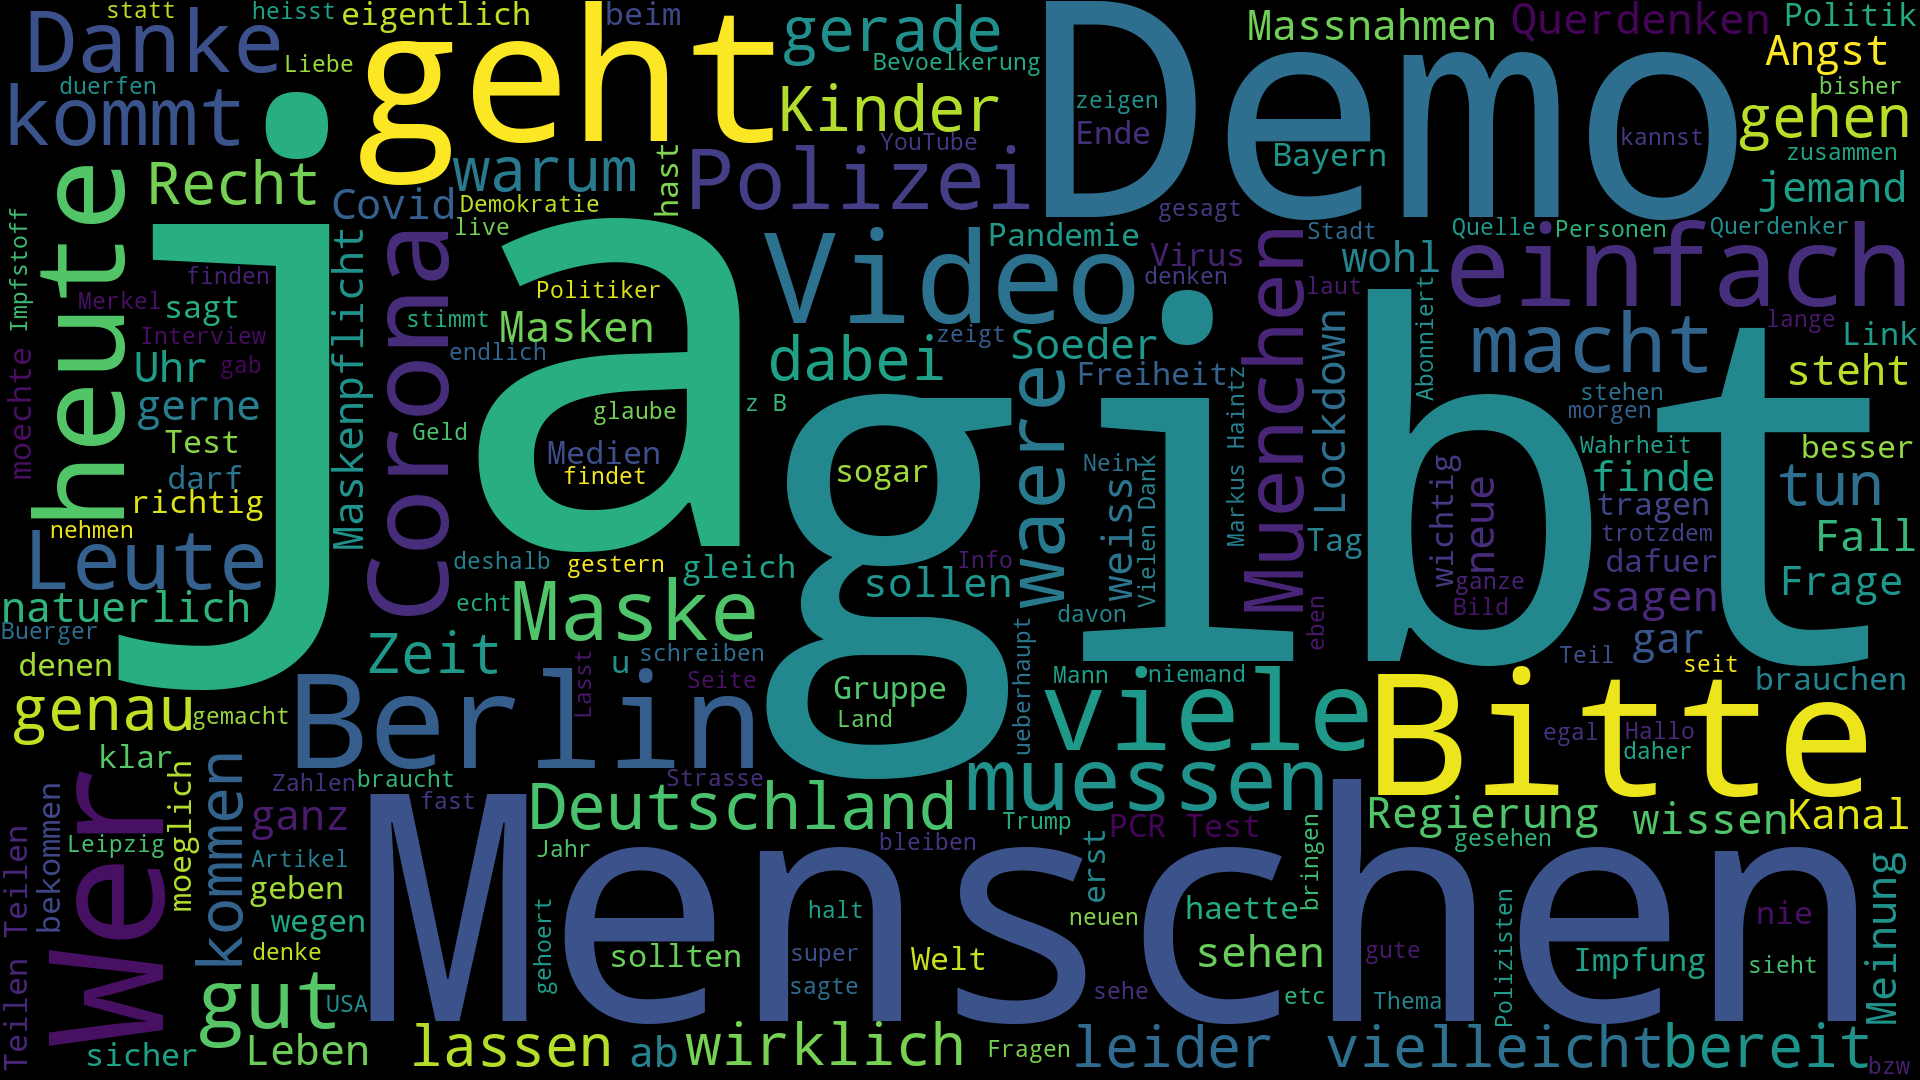 statt heisst eigentlich beim gerade Massnahmen Querdenken Politik
Danke Liebe geht Bevoelkerung Demo Angst
duerfen kommt Kinder zeigen bisher gehen
Recht warum hast Polizei YouTube Ende Bayern kannst zusammen jemand
Covid Demokratie live gesagt
heute ja Video Pandemie Virus Stadt wohl Quelle Personen Querdenker
Impfstoff finden Merkel sagt Interview Maskenpflicht Corona Politiker denken laut einfach
moechte Uhr gab stimmt Masken endlich dabei zeigt Soeder Freiheit Muenchen Lockdown Abonniert macht lange Link steht
gerne Test glaube z B Waere Markus Haintz stehen morgen
darf richtig Geld Medien findet sogar gibt Nein weiss Vielen Dank Wahrheit finde besser tun
nehmen Leute deshalb gestern gleich Info sollen Tag wichtig neue tragen trotzdem dafuer Fall
natuerlich echt Maske davon ganze Bild sagen Frage
Buerger denen Zeit u schreiben ueberhaupt eben gar Teil seit
genau gemacht Berlin Lasst Seite Gruppe Land Mann niemand viele Bitte brauchen
klar Zahlen braucht Strasse muessen egal Hallo daher
Wer bekommen moeglich kommen ganz fast Deutschland Trump PCR Test Regierung wissen Kanal
Teilen Teilen Leipzig Artikel Jahr bleiben erst bringen gesehen
geben wegen Menschen halt neuen haette nie Meinung
denke gehoert sollten super Welt sehen gute Polizisten Impfung sieht
gut USA sagte sehe etc Thema
sicher Leben lassen ab wirklich Fragen leider vielleicht bereit bzw